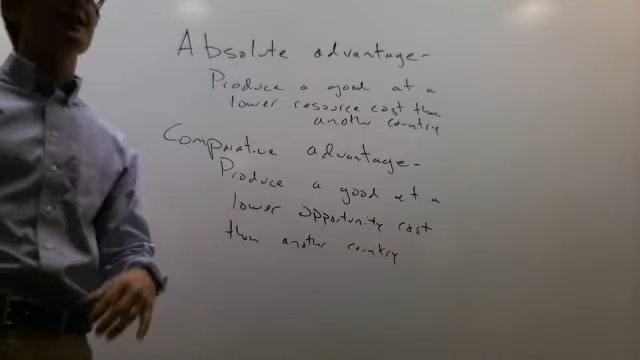 Absolute advantage-
Produce a good at a
lower resource cost than
another country
Comparative advantage-
Produce a good at a
lower opportunity cost
than another country